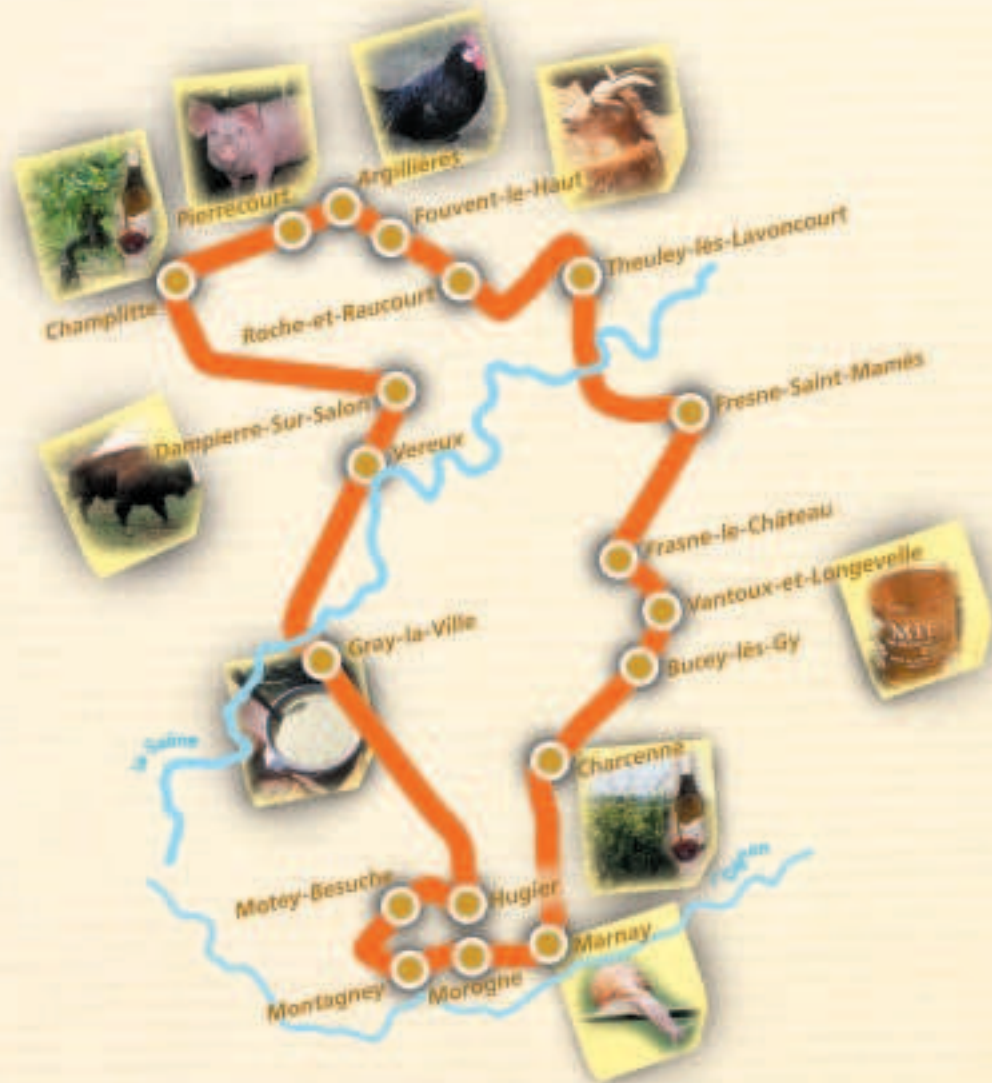 Argillières
Pierrecourt
Fouvent-le-Haut
Theuley-lès-Lavoncourt
Champlitte
Roche-et-Raucourt
Fresne-Saint-Mamès
Dampierre-Sur-Salon
Vereux
Frasne-le-Château
Vantoux-et-Longevelle
Gray-la-Ville
Bucey-lès-Gy
la Saône
Charcenne
Motey-Besuche
Hugier
Marnay
Montagney
Moroghe